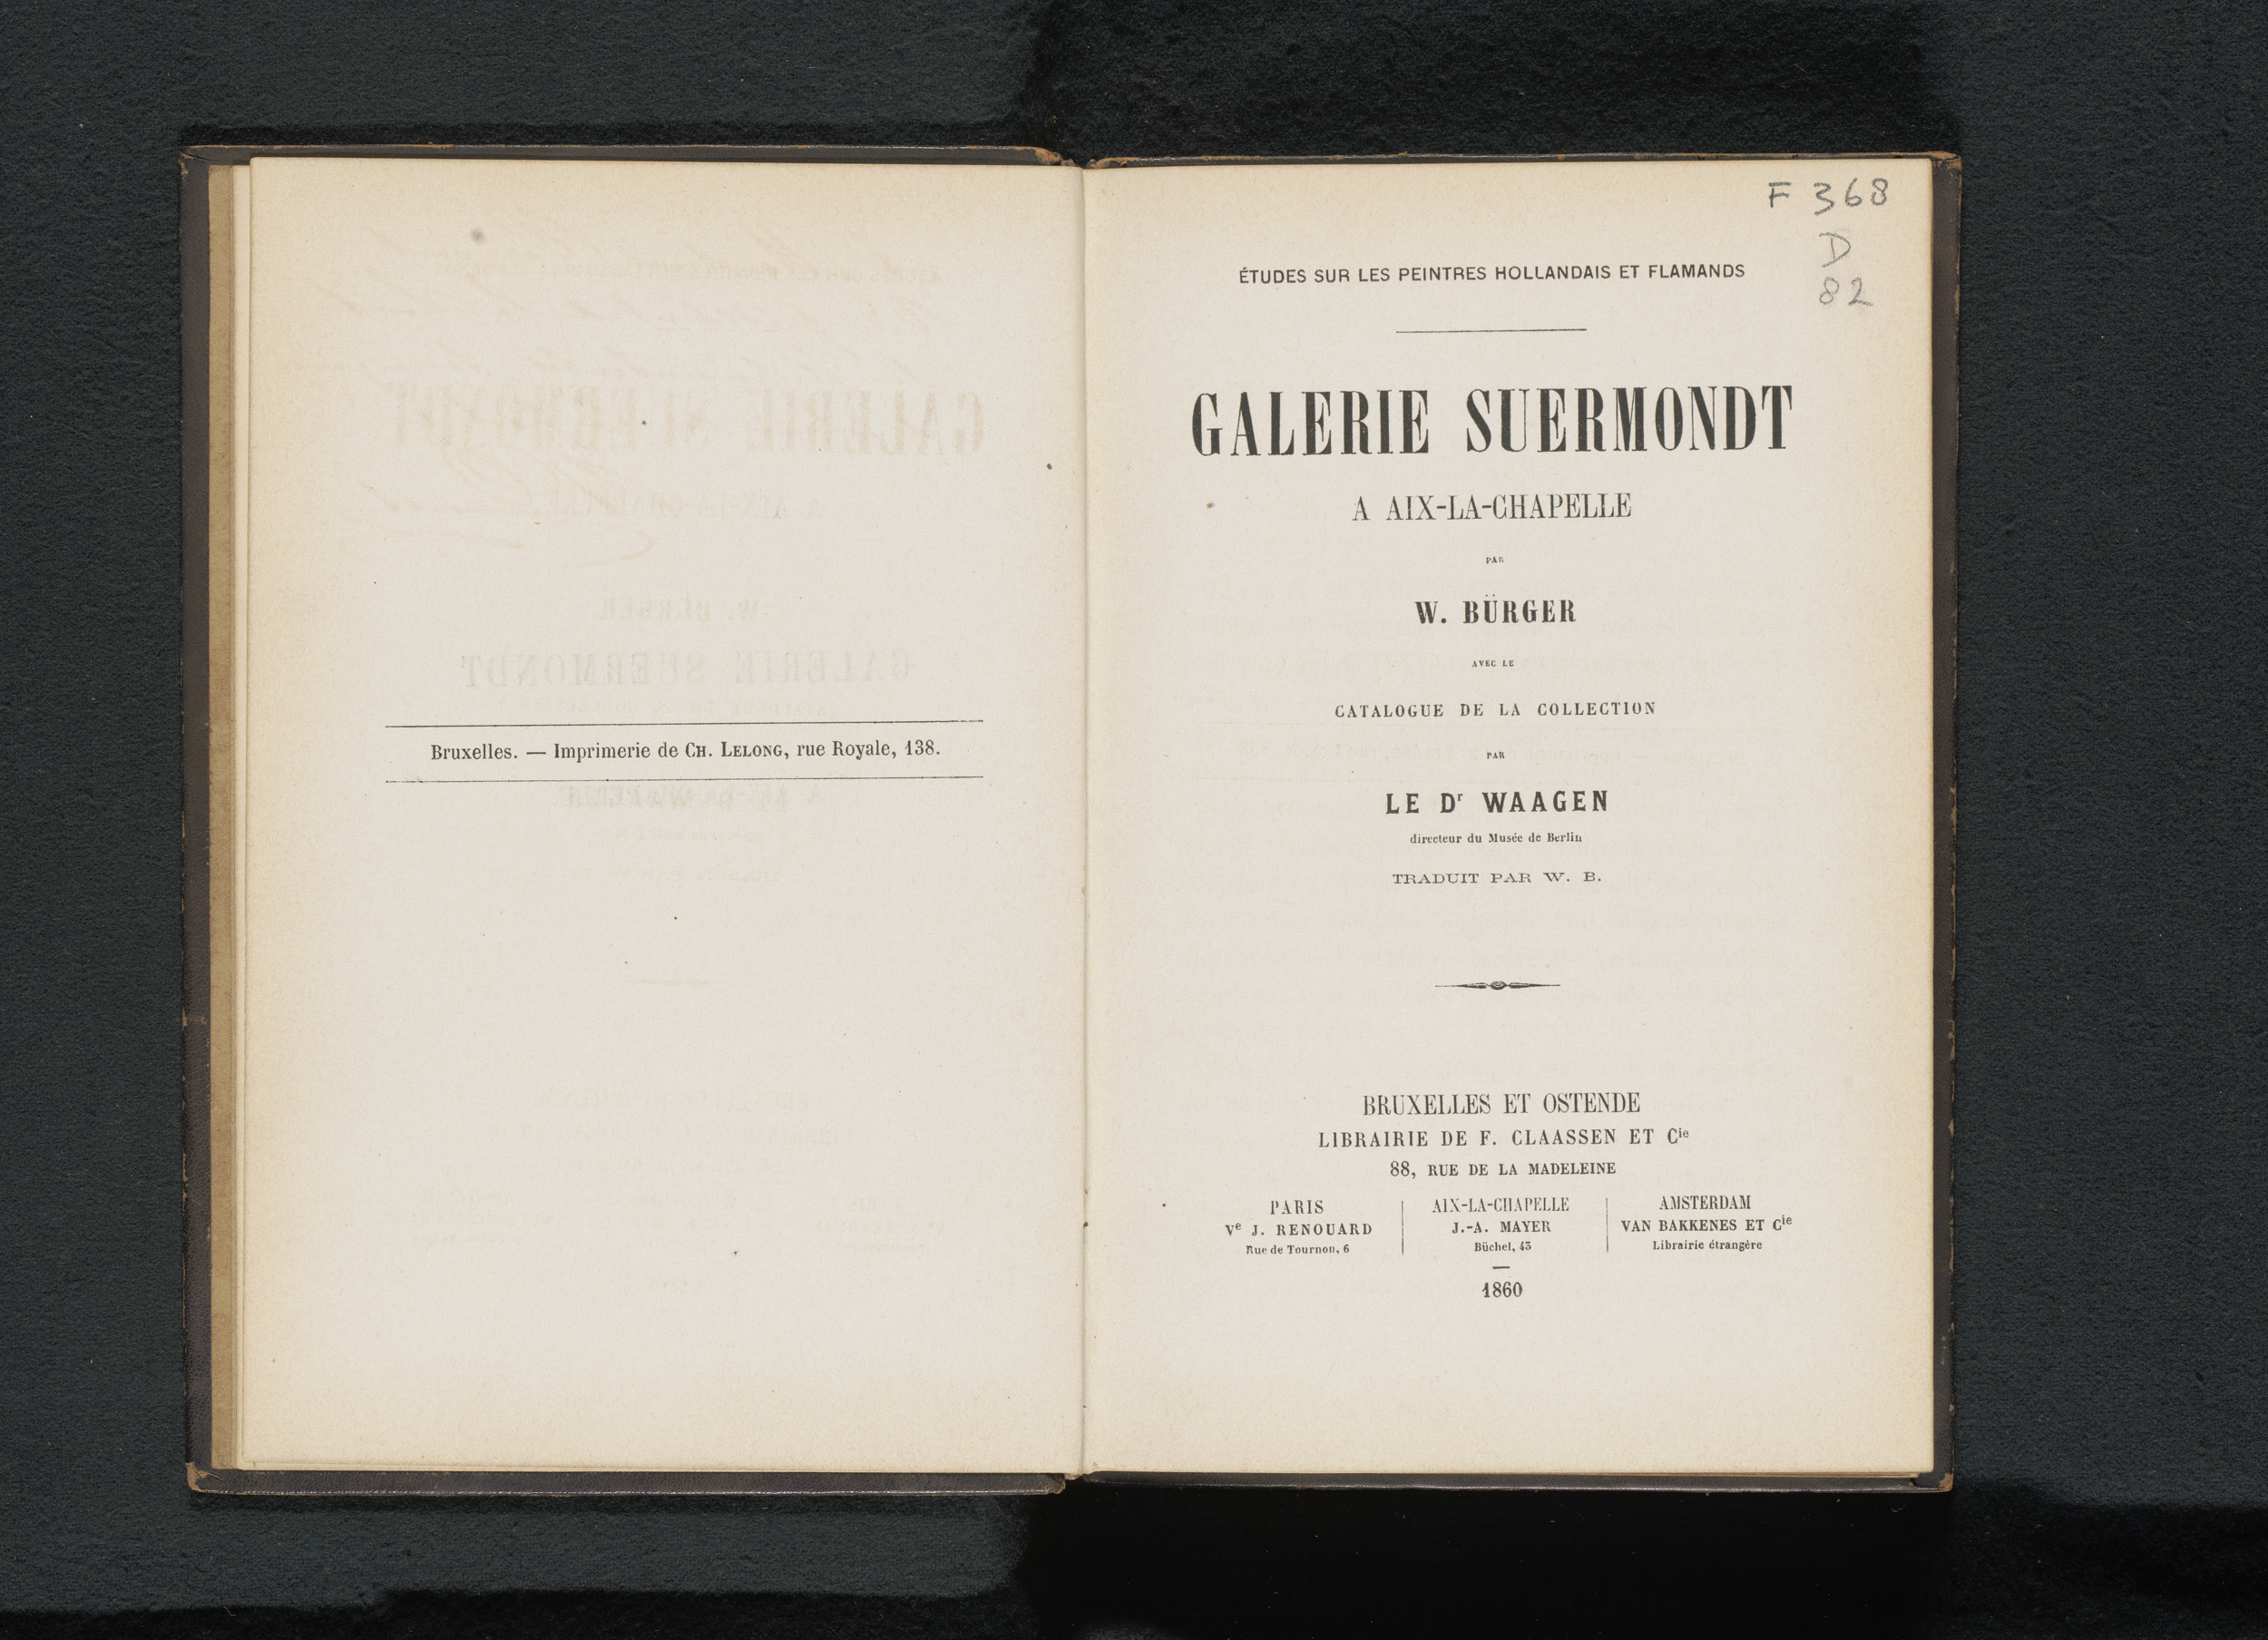 Bruxelles. — Imprimerie de CH. LELONG, rue Royale, 138.
F 368
D
82
ÉTUDES SUR LES PEINTRES HOLLANDAIS ET FLAMANDS
GALERIE SUERMONDT
A AIX-LA-CHAPELLE
PAR
W. BÜRGER
AVEC LE
CATALOGUE DE LA COLLECTION
PAR
LE Dr WAAGEN
directeur du Musée de Berlin
TRADUIT PAR W. B.
BRUXELLES ET OSTENDE
LIBRAIRIE DE F. CLAASSEN ET Cie
88, RUE DE LA MADELEINE
PARIS
Ve J. RENOUARD
Rue de Tournon, 6
AIX-LA-CHAPELLE
J.-A. MAYER
Büchel, 43
AMSTERDAM
VAN BAKKENES ET Cie
Librairie étrangère
1860